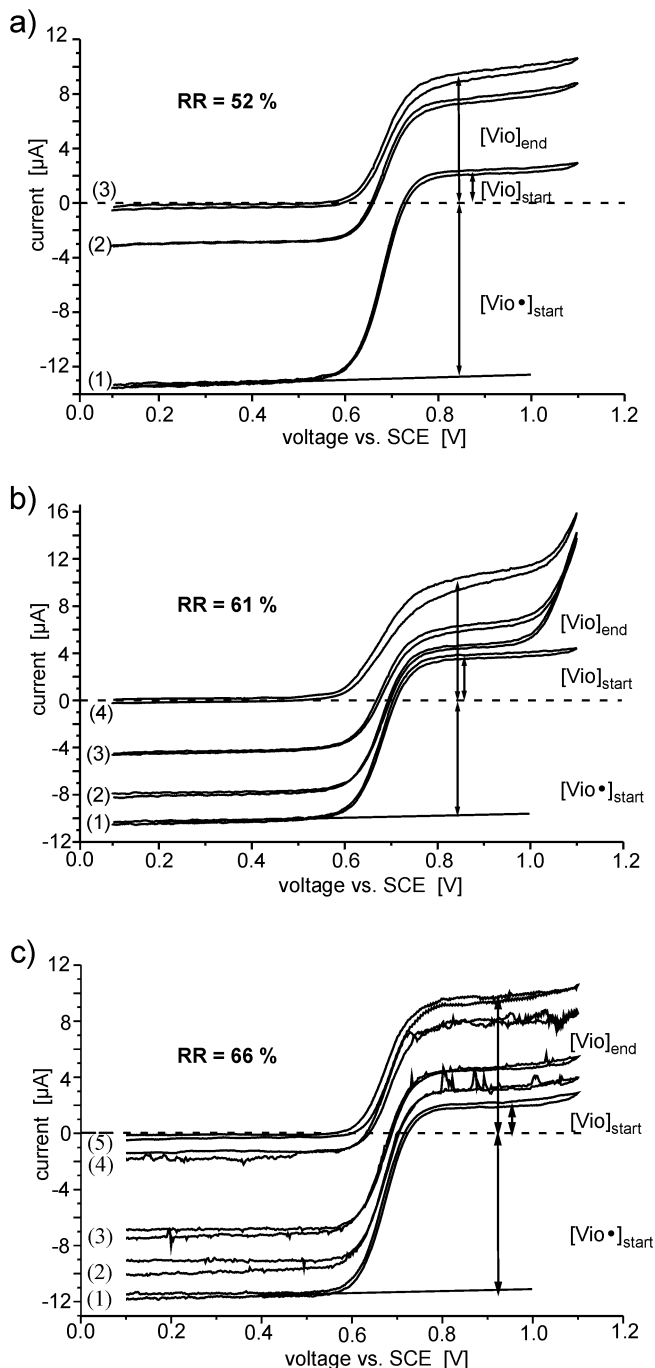 a)
12
8
4
0
-4
-8
-12
current [µA]
RR = 52 %
[Vio]end
[Vio]start
[Vio•]start
(3)
(2)
(1)
0.0 0.2 0.4 0.6 0.8 1.0 1.2
voltage vs. SCE [V]
b)
16
12
8
4
0
-4
-8
-12
current [µA]
RR = 61 %
[Vio]end
[Vio]start
[Vio•]start
(4)
(3)
(2)
(1)
0.0 0.2 0.4 0.6 0.8 1.0 1.2
voltage vs. SCE [V]
c)
12
8
4
0
-4
-8
-12
current [µA]
RR = 66 %
[Vio]end
[Vio]start
[Vio•]start
(5)
(4)
(3)
(2)
(1)
0.0 0.2 0.4 0.6 0.8 1.0 1.2
voltage vs. SCE [V]